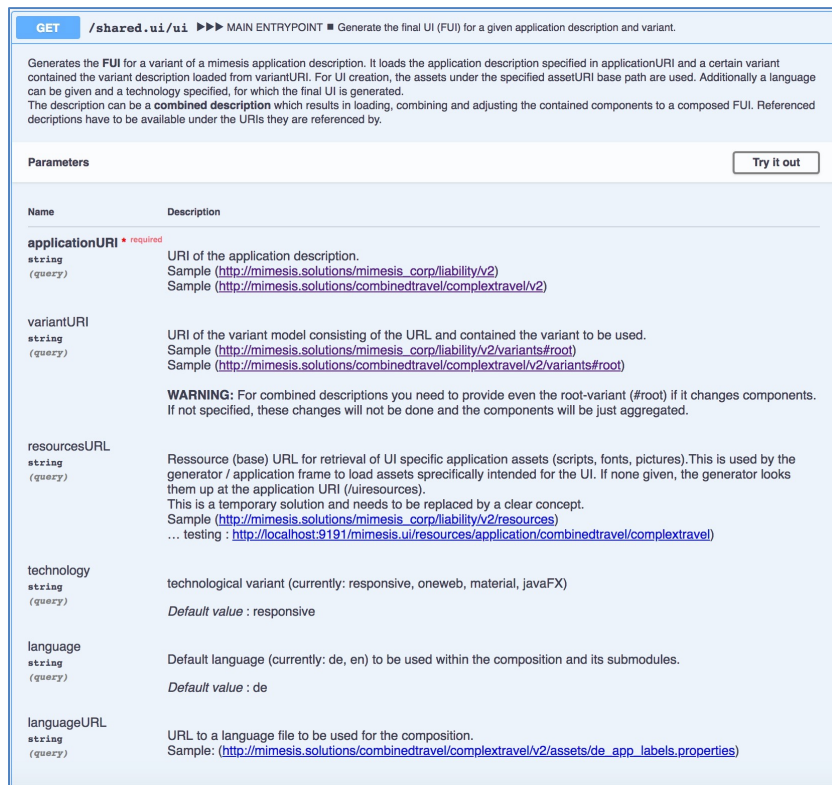 GET /shared.ui/ui ►►► MAIN ENTRYPOINT ■ Generate the final UI (FUI) for a given application description and variant.
Generates the FUI for a variant of a mimesis application description. It loads the application description specified in applicationURI and a certain variant
contained the variant description loaded from variantURI. For UI creation, the assets under the specified assetURI base path are used. Additionally a language
can be given and a technology specified, for which the final UI is generated.
The description can be a combined description which results in loading, combining and adjusting the contained components to a composed FUI. Referenced
decriptions have to be available under the URIs they are referenced by.
Parameters
Try it out
Name Description
applicationURI * required
string
(query)
URI of the application description.
Sample (http://mimesis.solutions/mimesis_corp/liability/v2)
Sample (http://mimesis.solutions/combinedtravel/complextravel/v2)
variantURI
string
(query)
URI of the variant model consisting of the URL and contained the variant to be used.
Sample (http://mimesis.solutions/mimesis_corp/liability/v2/variants#root)
Sample (http://mimesis.solutions/combinedtravel/complextravel/v2/variants#root)
WARNING: For combined descriptions you need to provide even the root-variant (#root) if it changes components.
If not specified, these changes will not be done and the components will be just aggregated.
resourcesURL
string
(query)
Ressource (base) URL for retrieval of UI specific application assets (scripts, fonts, pictures).This is used by the
generator / application frame to load assets sprecifically intended for the UI. If none given, the generator looks
them up at the application URI (/uiresources).
This is a temporary solution and needs to be replaced by a clear concept.
Sample (http://mimesis.solutions/mimesis_corp/liability/v2/resources)
... testing : http://localhost:9191/mimesis.ui/resources/application/combinedtravel/complextravel)
technology
string
(query)
technological variant (currently: responsive, oneweb, material, javaFX)
Default value : responsive
language
string
(query)
Default language (currently: de, en) to be used within the composition and its submodules.
Default value : de
languageURL
string
(query)
URL to a language file to be used for the composition.
Sample: (http://mimesis.solutions/combinedtravel/complextravel/v2/assets/de_app_labels.properties)